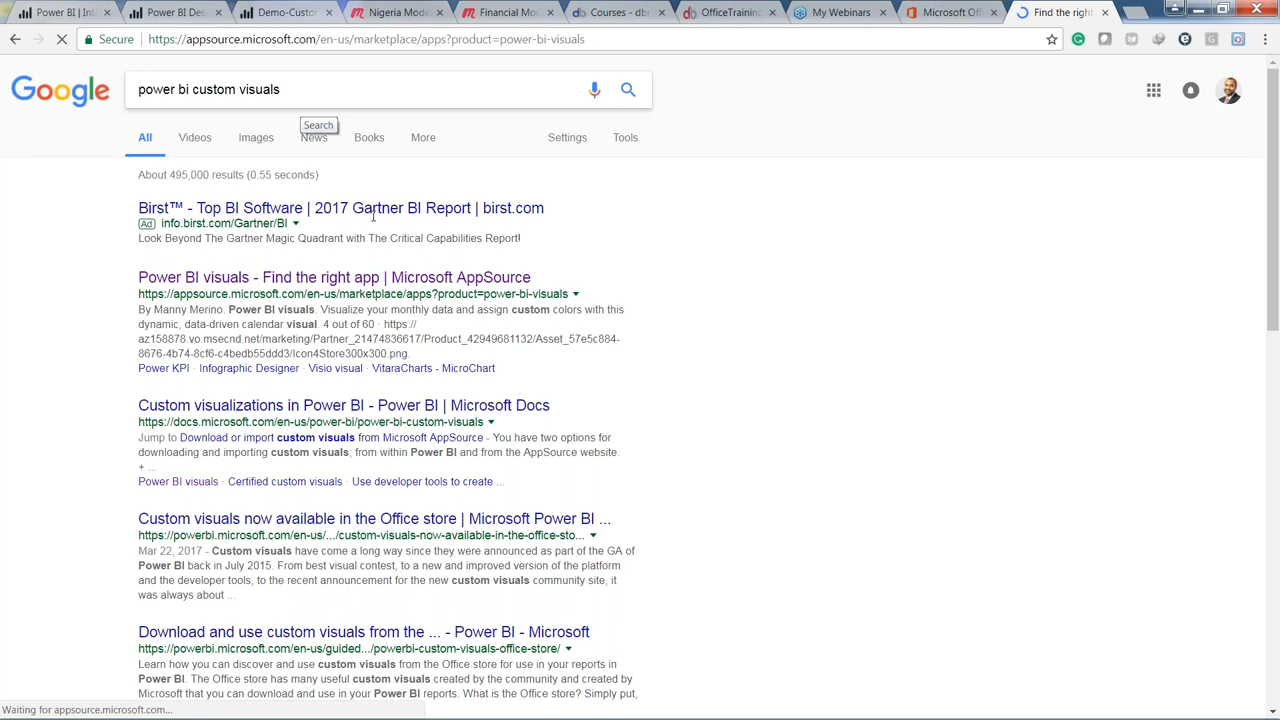 Power BI | Int
Power BI Des
Demo-Custo
Nigeria Mode
Financial Mo
Courses - db
OfficeTraining
My Webinars
Microsoft Off
Find the right
Secure | https://appsource.microsoft.com/en-us/marketplace/apps?product=power-bi-visuals
Google
power bi custom visuals
Search
All Videos Images News Books More Settings Tools
About 495,000 results (0.55 seconds)
Birst™ - Top BI Software | 2017 Gartner BI Report | birst.com
Ad info.birst.com/Gartner/BI
Look Beyond The Gartner Magic Quadrant with The Critical Capabilities Report!
Power BI visuals - Find the right app | Microsoft AppSource
https://appsource.microsoft.com/en-us/marketplace/apps?product=power-bi-visuals
By Manny Merino. Power BI visuals. Visualize your monthly data and assign custom colors with this
dynamic, data-driven calendar visual. 4 out of 60 · https://
az158878.vo.msecnd.net/marketing/Partner_21474836617/Product_42949681132/Asset_57e5c884-
8676-4b74-8cf6-c4bedb55ddd3/Icon4Store300x300.png.
Power KPI · Infographic Designer · Visio visual · VitaraCharts - MicroChart
Custom visualizations in Power BI - Power BI | Microsoft Docs
https://docs.microsoft.com/en-us/power-bi/power-bi-custom-visuals
Jump to Download or import custom visuals from Microsoft AppSource - You have two options for
downloading and importing custom visuals; from within Power BI and from the AppSource website.
+ ...
Power BI visuals · Certified custom visuals · Use developer tools to create ...
Custom visuals now available in the Office store | Microsoft Power BI ...
https://powerbi.microsoft.com/en-us/.../custom-visuals-now-available-in-the-office-sto...
Mar 22, 2017 - Custom visuals have come a long way since they were announced as part of the GA of
Power BI back in July 2015. From best visual contest, to a new and improved version of the platform
and the developer tools, to the recent announcement for the new custom visuals community site, it
was always about ...
Download and use custom visuals from the ... - Power BI - Microsoft
https://powerbi.microsoft.com/en-us/guided.../powerbi-custom-visuals-office-store/
Learn how you can discover and use custom visuals from the Office store for use in your reports in
Power BI. The Office store has many useful custom visuals created by the community and created by
Microsoft that you can download and use in your Power BI reports. What is the Office store? Simply put,
Waiting for appsource.microsoft.com...